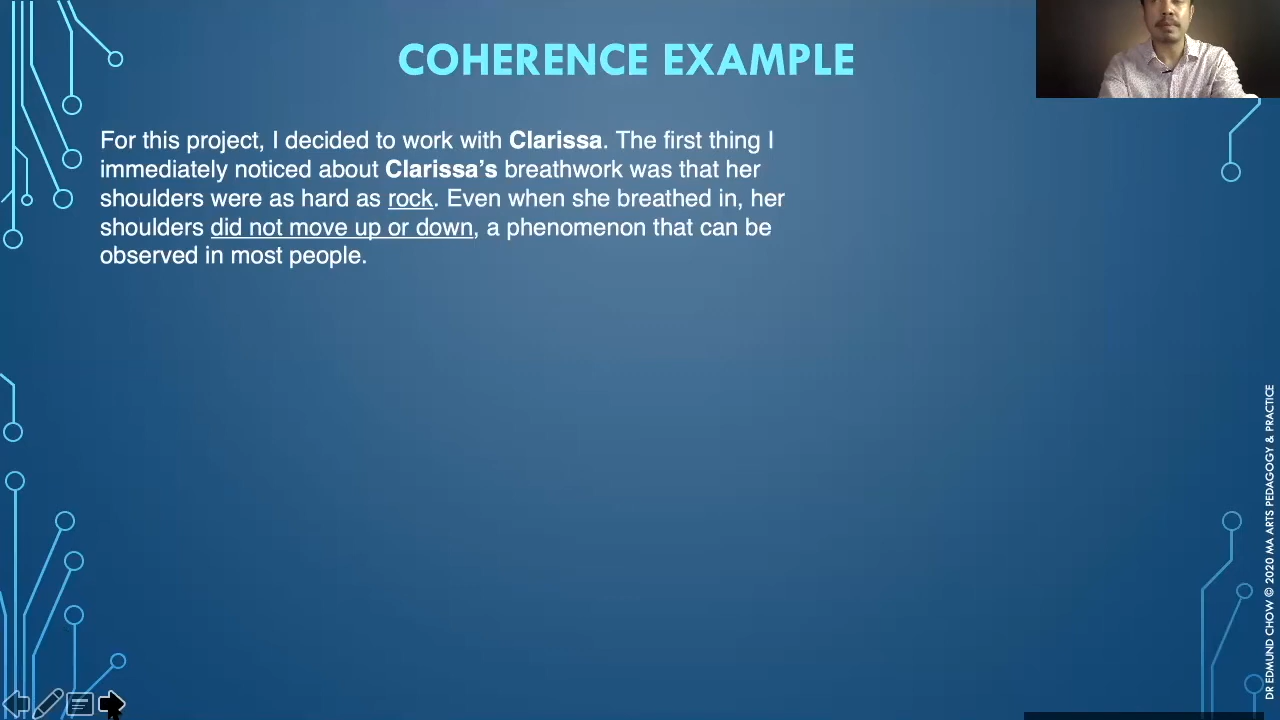 COHERENCE EXAMPLE
For this project, I decided to work with Clarissa. The first thing I
immediately noticed about Clarissa’s breathwork was that her
shoulders were as hard as rock. Even when she breathed in, her
shoulders did not move up or down, a phenomenon that can be
observed in most people.
DR EDMUND CHOW © 2020 MA ARTS PEDAGOGY & PRACTICE